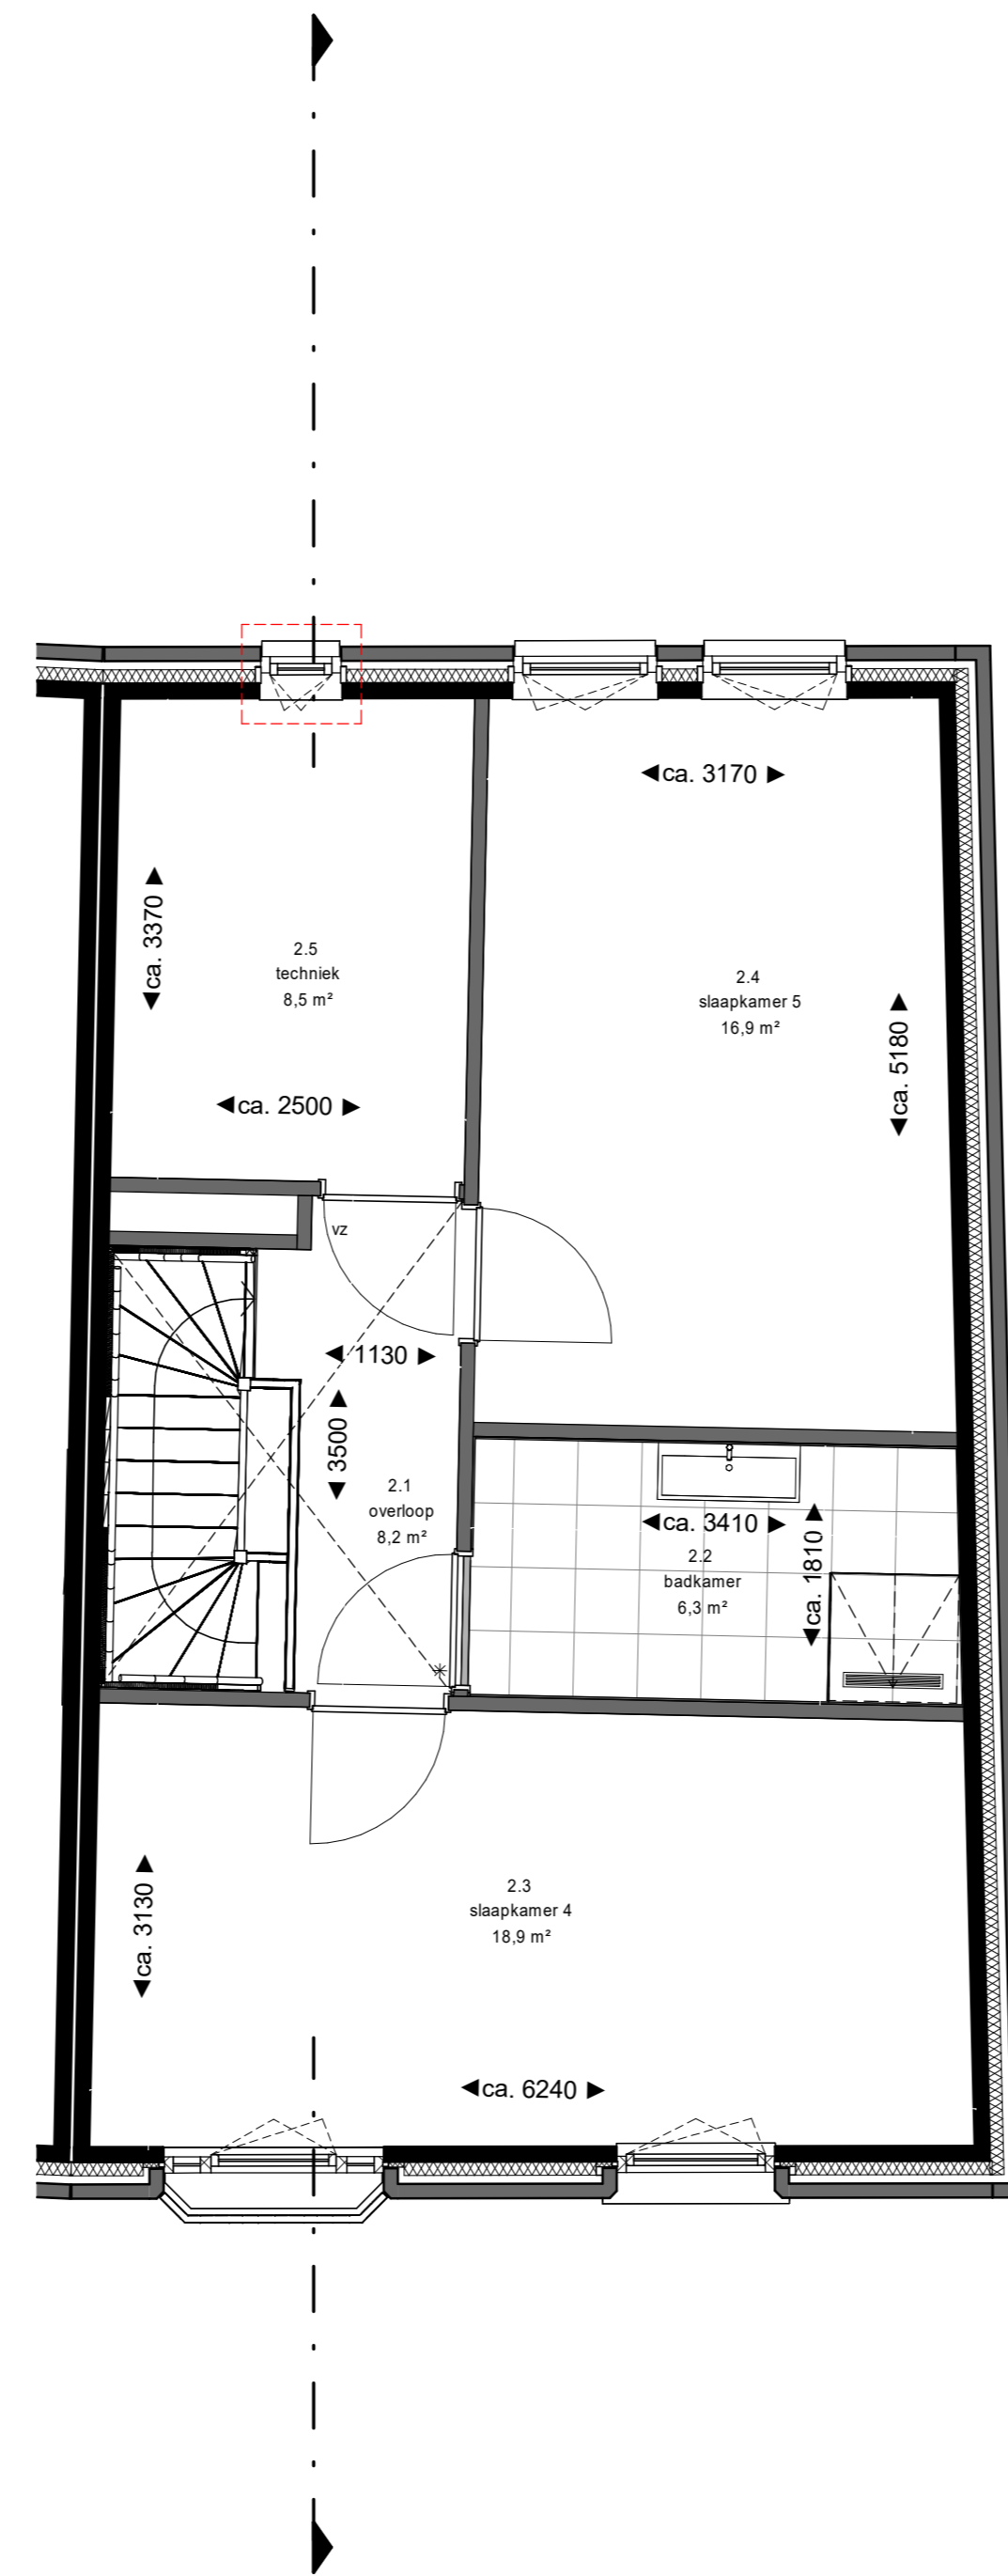 ca. 3170
ca. 3370
2.5
techniek
8,5 m²
2.4
slaapkamer 5
16,9 m²
ca. 5180
ca. 2500
vz
1130
3500
2.1
overloop
8,2 m²
ca. 3410
2.2
badkamer
6,3 m²
ca. 1810
ca. 3130
2.3
slaapkamer 4
18,9 m²
ca. 6240